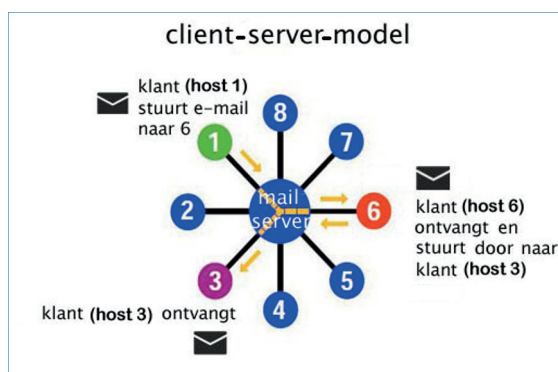 client-server-model
klant (host 1)
stuurt e-mail
naar 6
1
8
7
2
mail
server
6
klant (host 6)
ontvangt en
stuurt door naar
klant (host 3)
3
4
5
klant (host 3) ontvangt